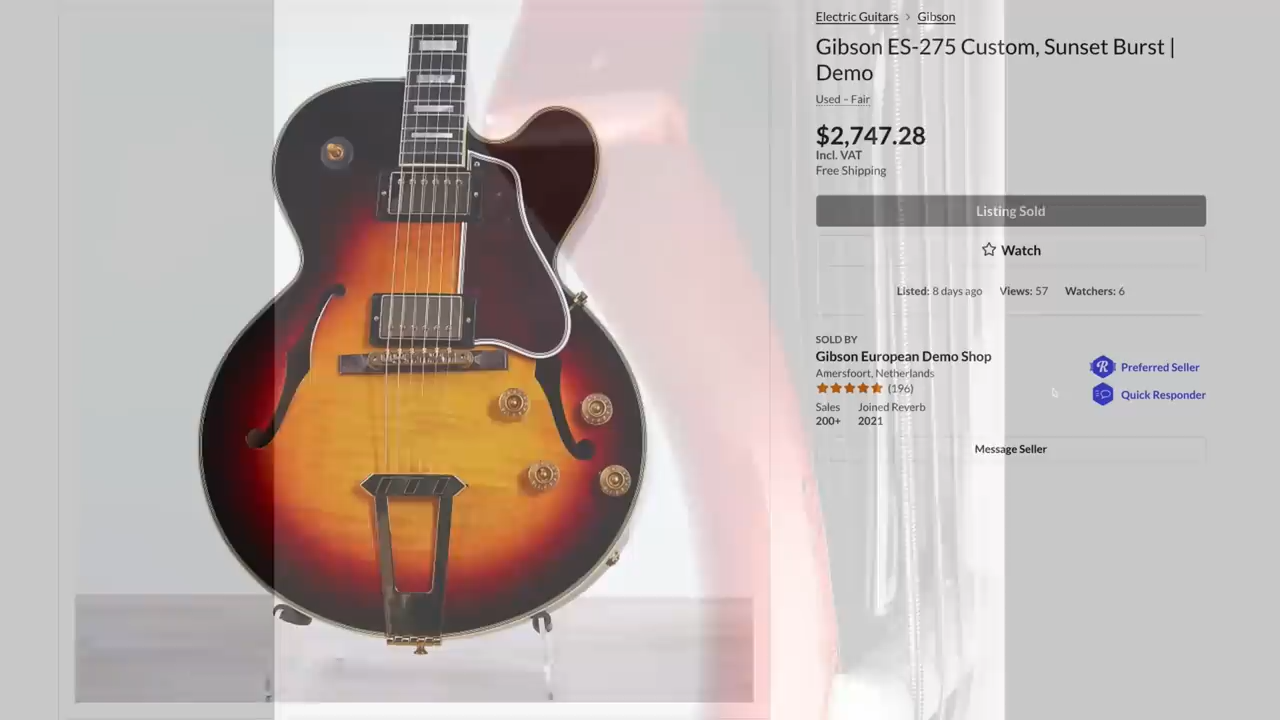 Electric Guitars > Gibson
Gibson ES-275 Custom, Sunset Burst |
Demo
Used – Fair
$2,747.28
Incl. VAT
Free Shipping
Listing Sold
Watch
Listed: 8 days ago Views: 57 Watchers: 6
SOLD BY
Gibson European Demo Shop
Amersfoort, Netherlands
(196)
Preferred Seller
Quick Responder
Sales Joined Reverb
200+ 2021
Message Seller